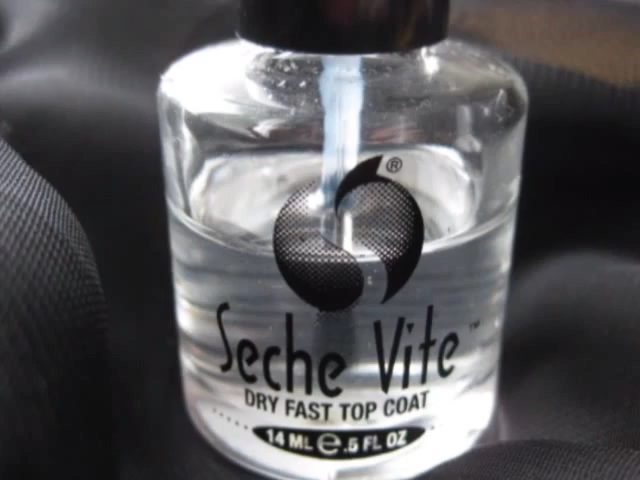 ®
Seche Vite™
DRY FAST TOP COAT
14 ML ℮ .5 FL OZ